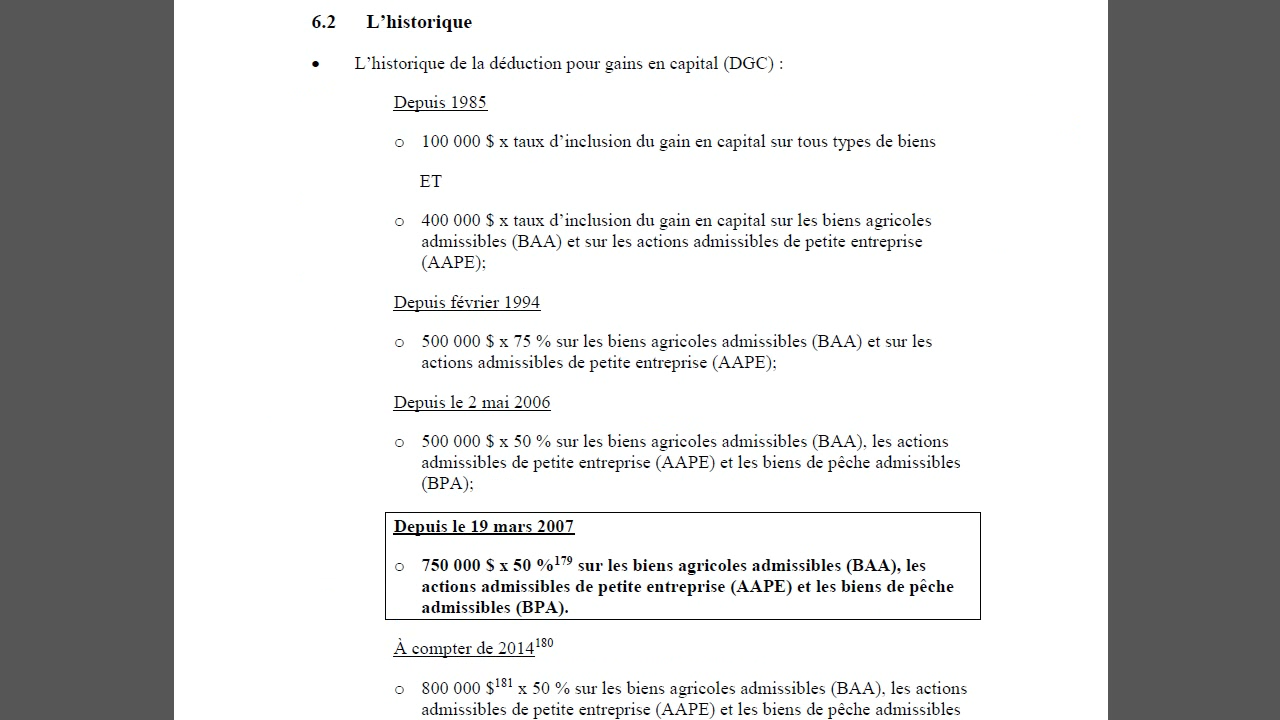 6.2 L’historique
• L’historique de la déduction pour gains en capital (DGC) :
Depuis 1985
o 100 000 $ x taux d’inclusion du gain en capital sur tous types de biens
ET
o 400 000 $ x taux d’inclusion du gain en capital sur les biens agricoles
admissibles (BAA) et sur les actions admissibles de petite entreprise
(AAPE);
Depuis février 1994
o 500 000 $ x 75 % sur les biens agricoles admissibles (BAA) et sur les
actions admissibles de petite entreprise (AAPE);
Depuis le 2 mai 2006
o 500 000 $ x 50 % sur les biens agricoles admissibles (BAA), les actions
admissibles de petite entreprise (AAPE) et les biens de pêche admissibles
(BPA);
Depuis le 19 mars 2007
o 750 000 $ x 50 %179 sur les biens agricoles admissibles (BAA), les
actions admissibles de petite entreprise (AAPE) et les biens de pêche
admissibles (BPA).
À compter de 2014180
o 800 000 $181 x 50 % sur les biens agricoles admissibles (BAA), les actions
admissibles de petite entreprise (AAPE) et les biens de pêche admissibles